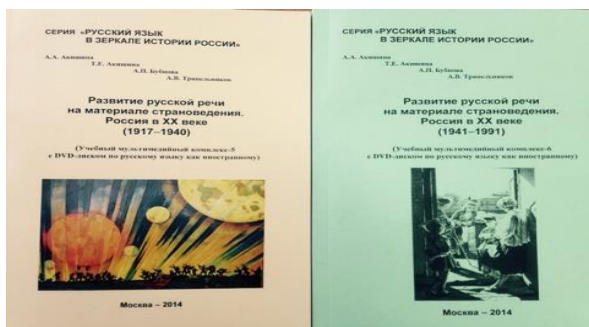 СЕРИЯ «РУССКИЙ ЯЗЫК
В ЗЕРКАЛЕ ИСТОРИИ РОССИИ»
А.А. Акишина
Т.Е. Акишина
А.П. Бубнова
А.В. Трапельников
Развитие русской речи
на материале страноведения.
Россия в XX веке
(1917–1940)
(Учебный мультимедийный комплекс-5
с DVD-диском по русскому языку как иностранному)
Москва – 2014
СЕРИЯ «РУССКИЙ ЯЗЫК
В ЗЕРКАЛЕ ИСТОРИИ РОССИИ»
А.А. Акишина
Т.Е. Акишина
А.П. Бубнова
А.В. Трапельников
Развитие русской речи
на материале страноведения.
Россия в XX веке
(1941–1991)
(Учебный мультимедийный комплекс-6
с DVD-диском по русскому языку как иностранному)
Москва – 2014